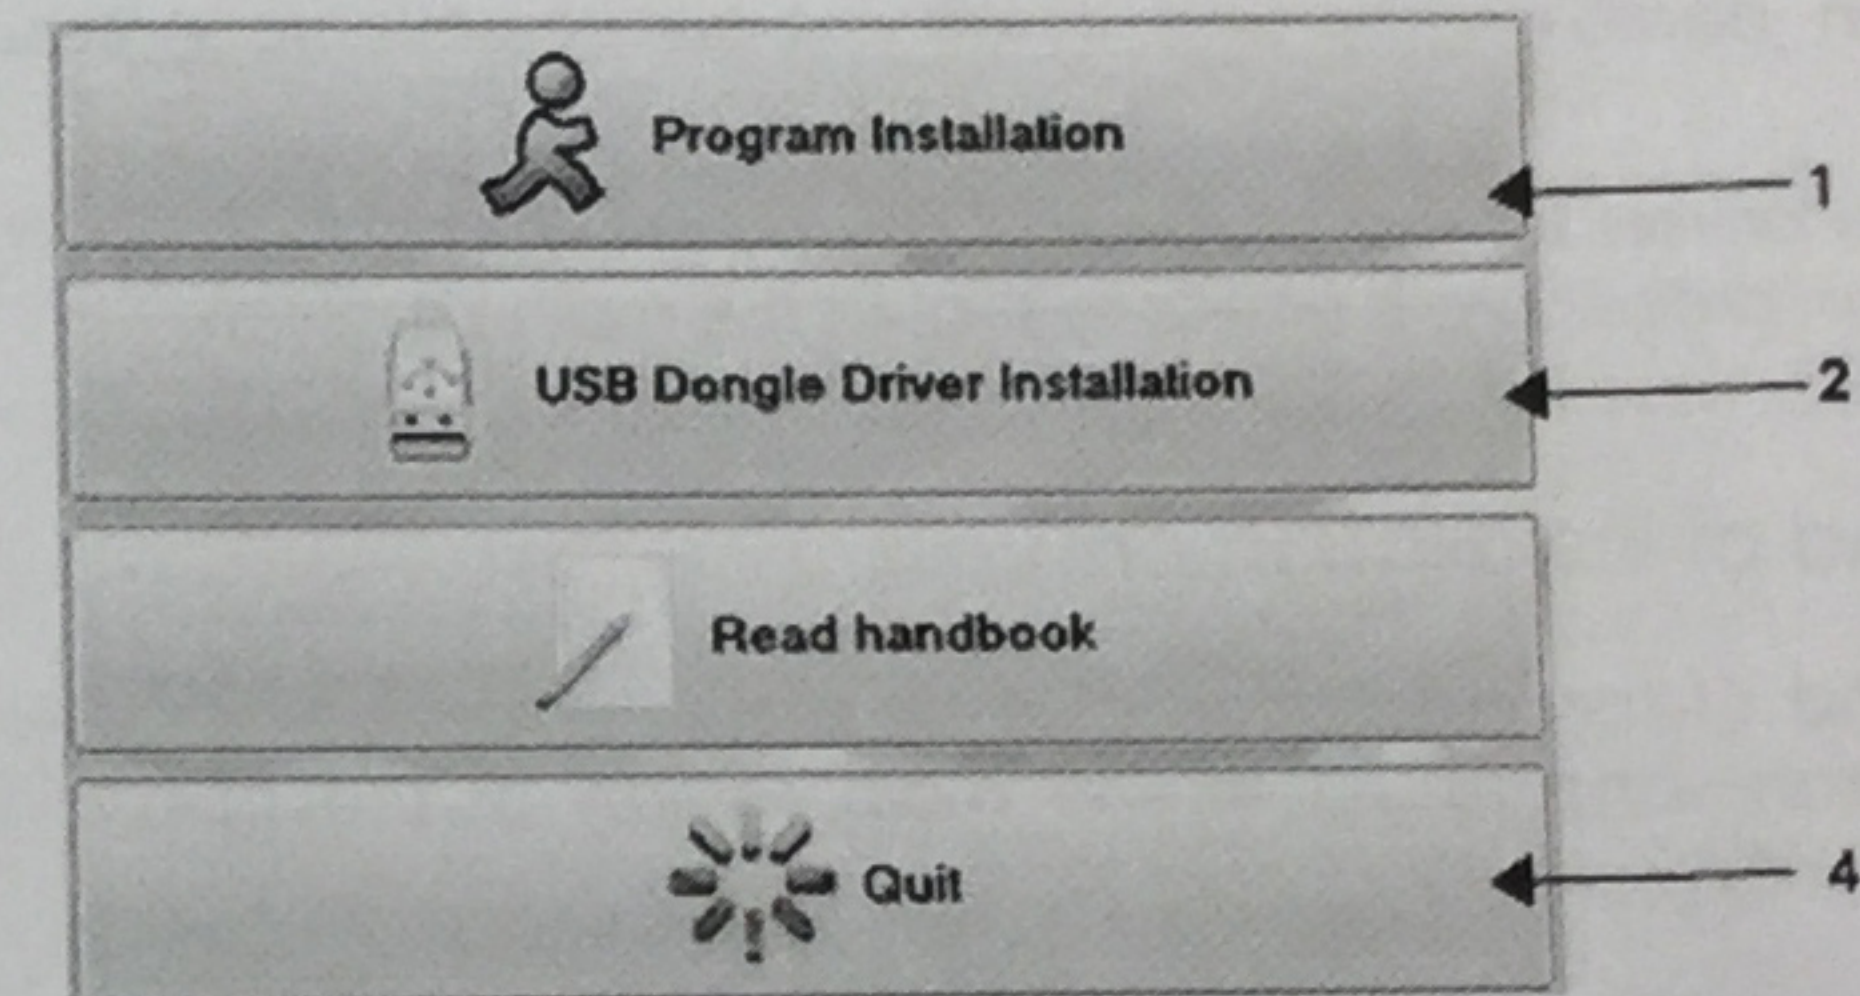 Program Installation
1
USB Dongle Driver Installation
2
Read handbook
Quit
4